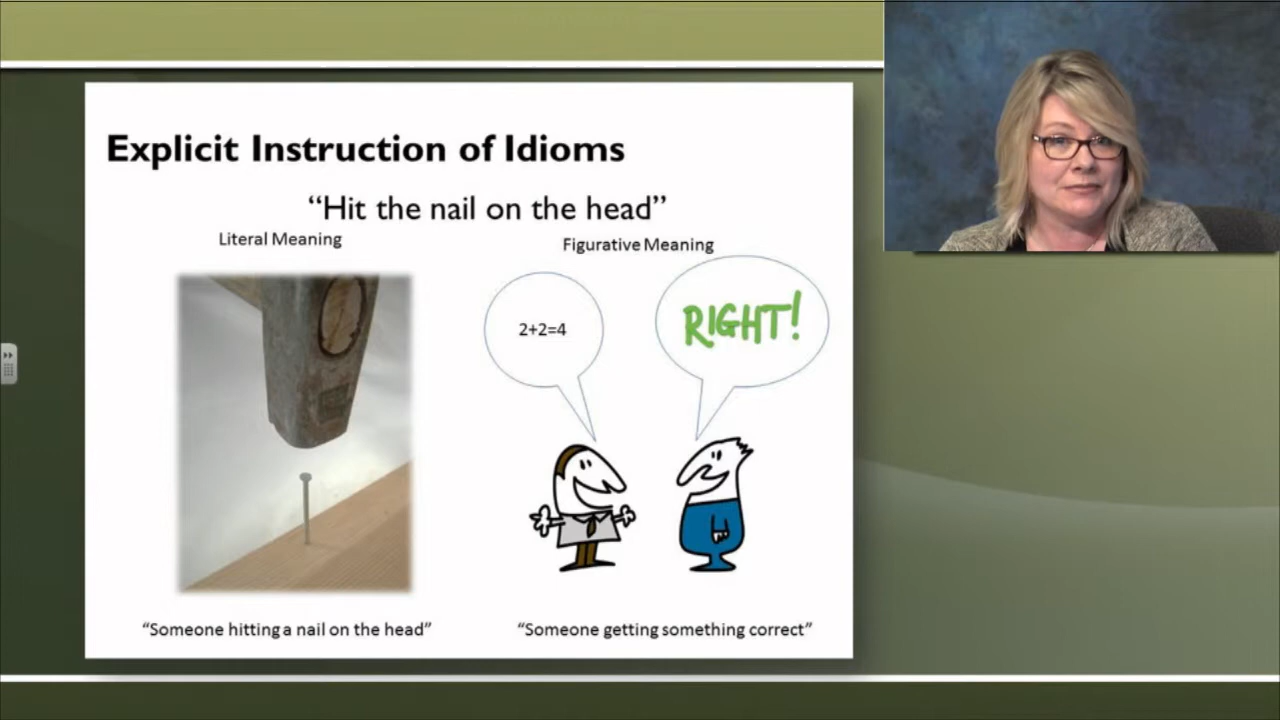 Explicit Instruction of Idioms
“Hit the nail on the head”
Literal Meaning
Figurative Meaning
2+2=4
RIGHT!
“Someone hitting a nail on the head”
“Someone getting something correct”